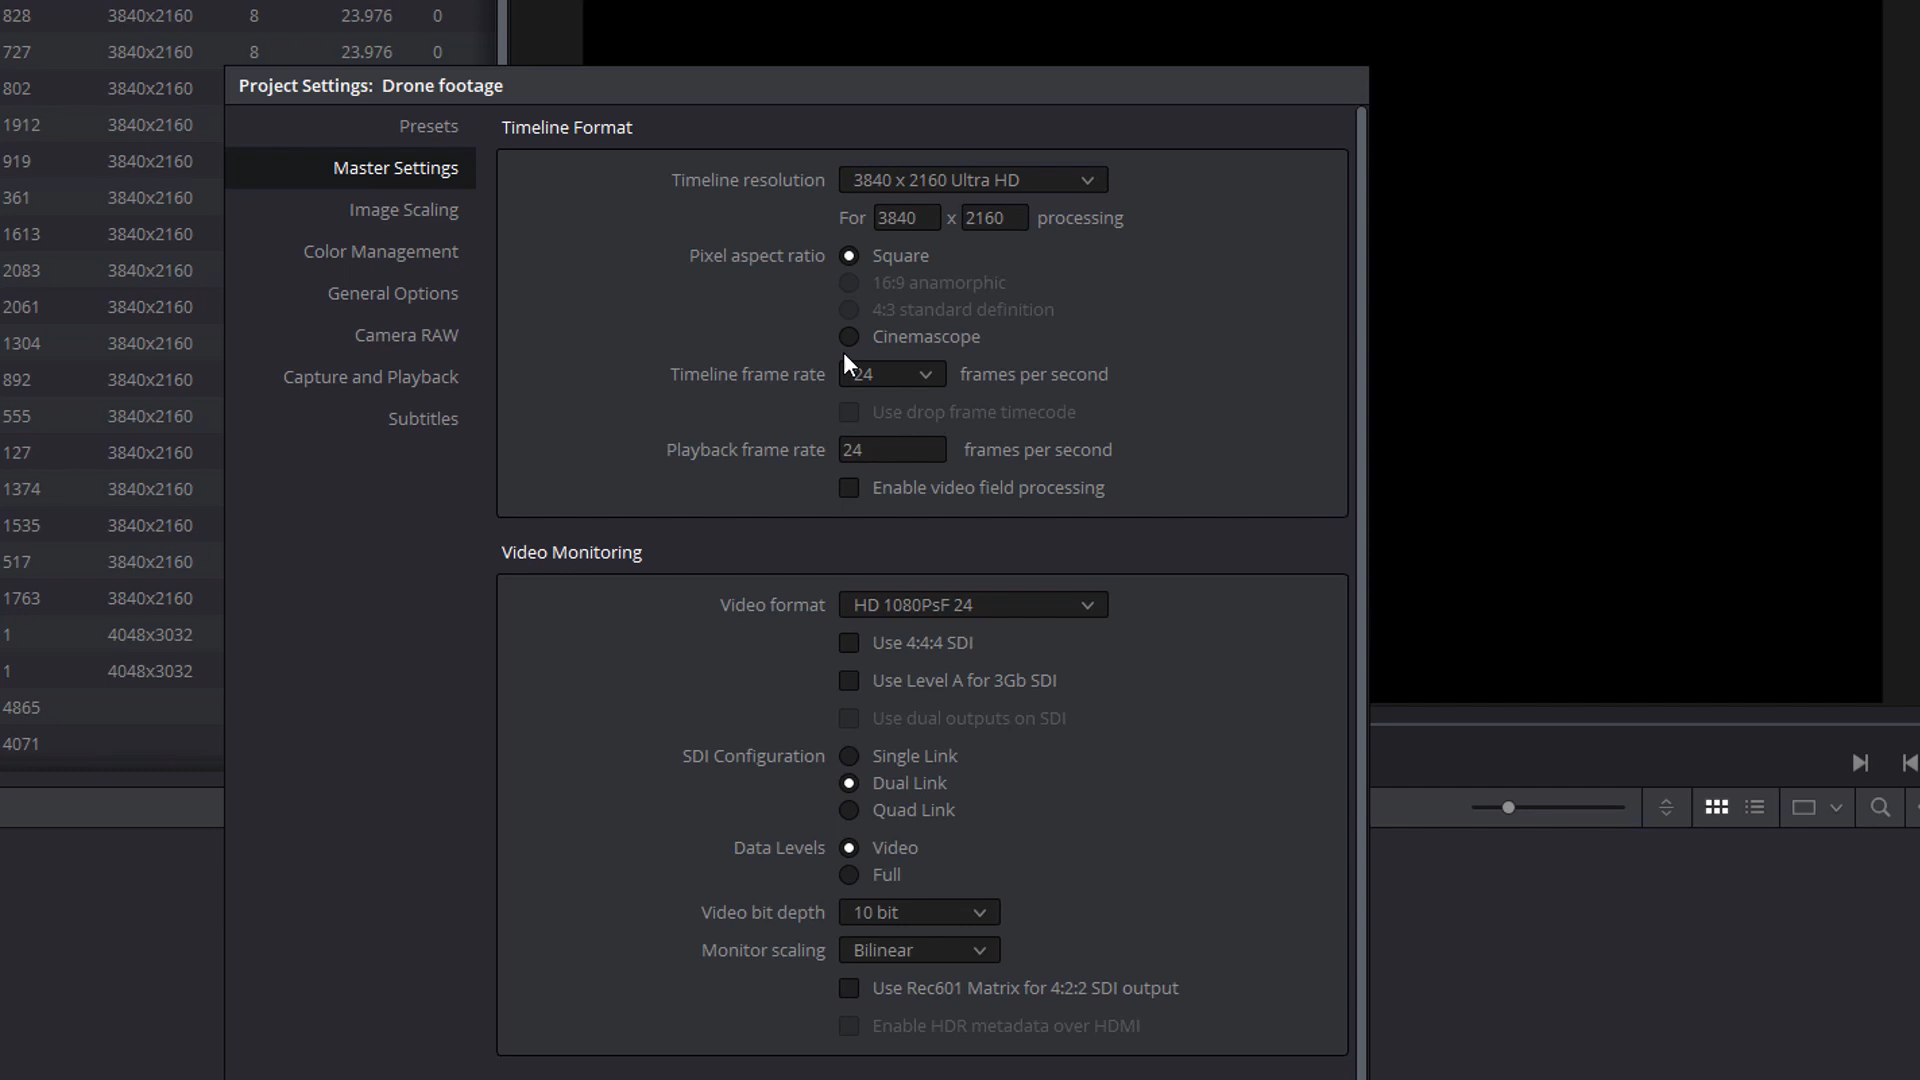 828 3840x2160 8 23.976 0
727 3840x2160 8 23.976 0
802 3840x2160
1912 3840x2160
919 3840x2160
361 3840x2160
1613 3840x2160
2083 3840x2160
2061 3840x2160
1304 3840x2160
892 3840x2160
555 3840x2160
127 3840x2160
1374 3840x2160
1535 3840x2160
517 3840x2160
1763 3840x2160
1 4048x3032
1 4048x3032
4865
4071
Project Settings: Drone footage
Presets
Master Settings
Image Scaling
Color Management
General Options
Camera RAW
Capture and Playback
Subtitles
Timeline Format
Timeline resolution 3840 x 2160 Ultra HD
For 3840 x 2160 processing
Pixel aspect ratio Square
16:9 anamorphic
4:3 standard definition
Cinemascope
Timeline frame rate 24 frames per second
Use drop frame timecode
Playback frame rate 24 frames per second
Enable video field processing
Video Monitoring
Video format HD 1080PsF 24
Use 4:4:4 SDI
Use Level A for 3Gb SDI
Use dual outputs on SDI
SDI Configuration Single Link
Dual Link
Quad Link
Data Levels Video
Full
Video bit depth 10 bit
Monitor scaling Bilinear
Use Rec601 Matrix for 4:2:2 SDI output
Enable HDR metadata over HDMI